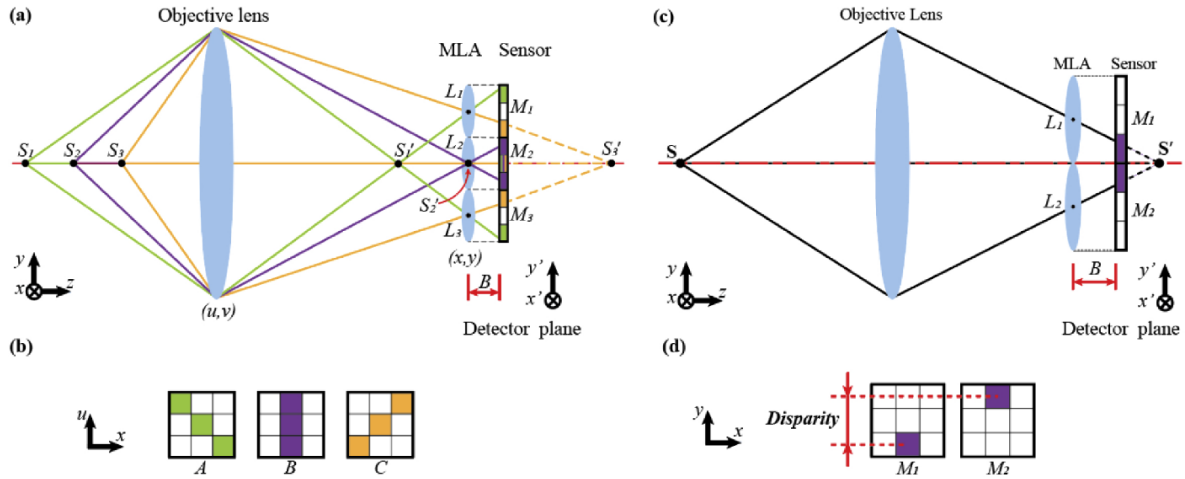 (a)
Objective lens
MLA Sensor
L1
M1
L2
S1 S2 S3 S1' M2 S3'
S2'
M3
L3
(x,y)
y
x z
(u,v)
B
y'
x'
Detector plane
(b)
u
x
A B C
(c)
Objective Lens
MLA Sensor
M1
L1
S S'
L2
M2
y
x z
B
y'
x'
Detector plane
(d)
y
x
Disparity
M1 M2